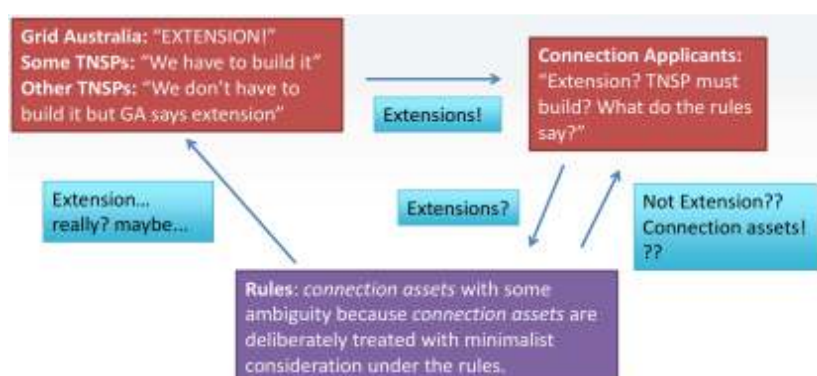 Grid Australia: “EXTENSION!”
Some TNSPs: “We have to build it”
Other TNSPs: “We don’t have to
build it but GA says extension”
Extensions!
Connection Applicants:
“Extension? TNSP must
build? What do the rules
say?”
Extension…
really? maybe…
Extensions?
Not Extension??
Connection assets!
??
Rules: connection assets with some
ambiguity because connection assets are
deliberately treated with minimalist
consideration under the rules.